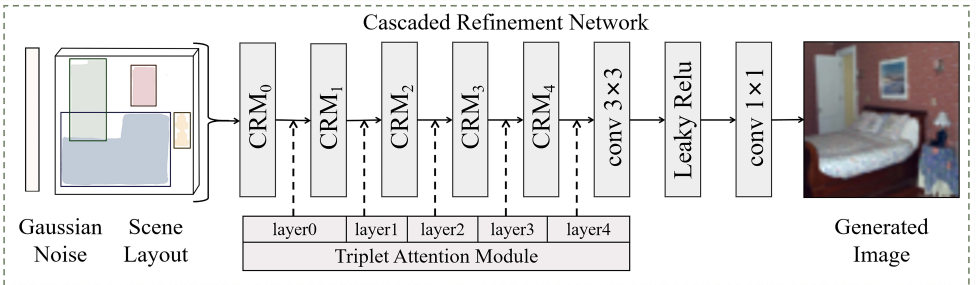 Cascaded Refinement Network
Gaussian
Noise
Scene
Layout
CRM₀
CRM₁
CRM₂
CRM₃
CRM₄
conv 3×3
Leaky Relu
conv 1×1
layer0
layer1
layer2
layer3
layer4
Triplet Attention Module
Generated
Image